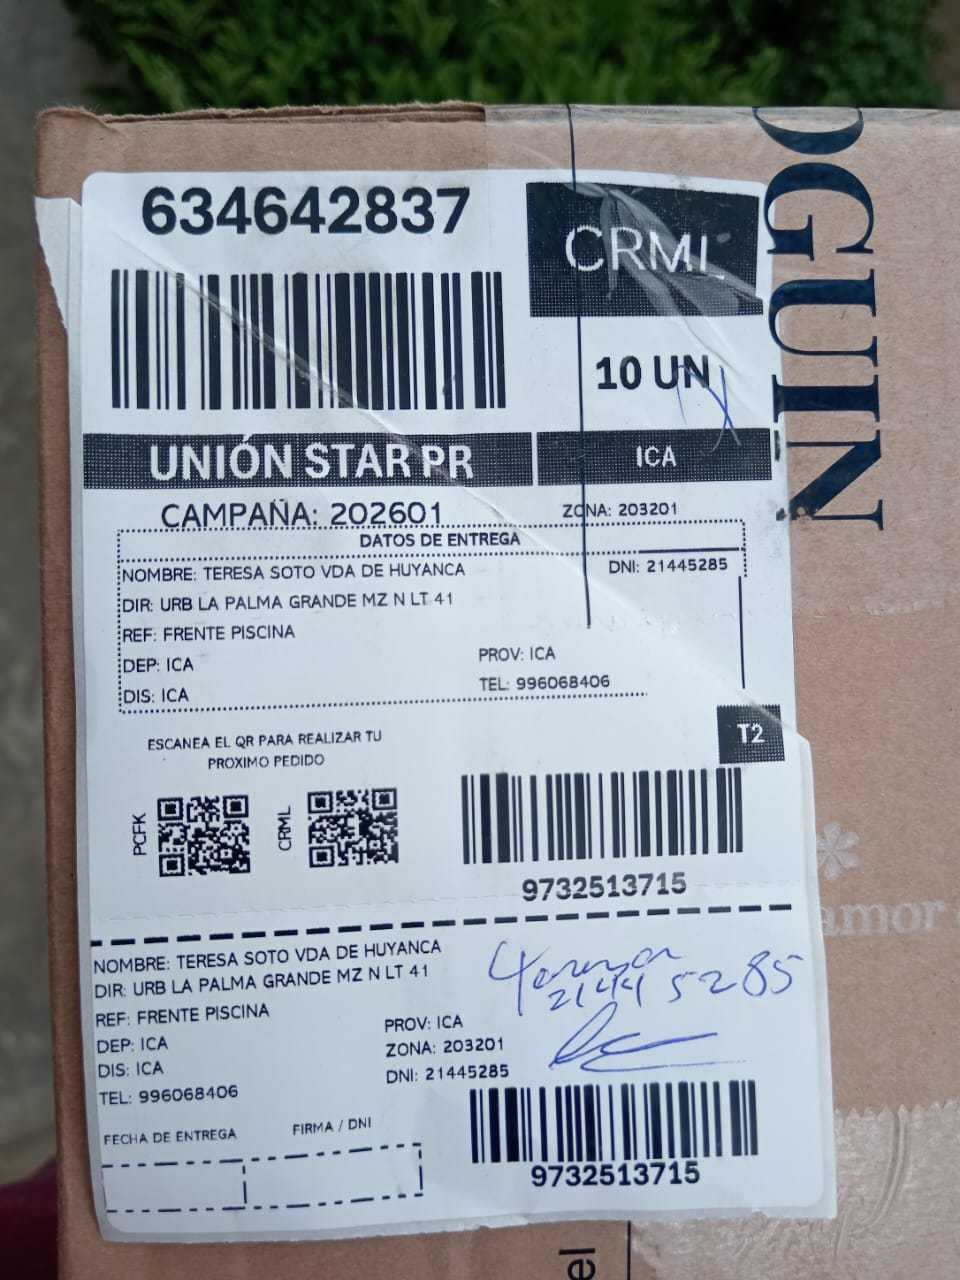 634642837
CRML
10 UN
UNIÓN STAR PR
ICA
CAMPAÑA: 202601
ZONA: 203201
DATOS DE ENTREGA
NOMBRE: TERESA SOTO VDA DE HUYANCA
DNI: 21445285
DIR: URB LA PALMA GRANDE MZ N LT 41
REF: FRENTE PISCINA
DEP: ICA
PROV: ICA
DIS: ICA
TEL: 996068406
T2
ESCANEA EL QR PARA REALIZAR TU
PROXIMO PEDIDO
PCFK
CRML
9732513715
NOMBRE: TERESA SOTO VDA DE HUYANCA
DIR: URB LA PALMA GRANDE MZ N LT 41
REF: FRENTE PISCINA
DEP: ICA
PROV: ICA
DIS: ICA
ZONA: 203201
TEL: 996068406
DNI: 21445285
21445285
FECHA DE ENTREGA
FIRMA / DNI
9732513715
OGUIN
amor
el